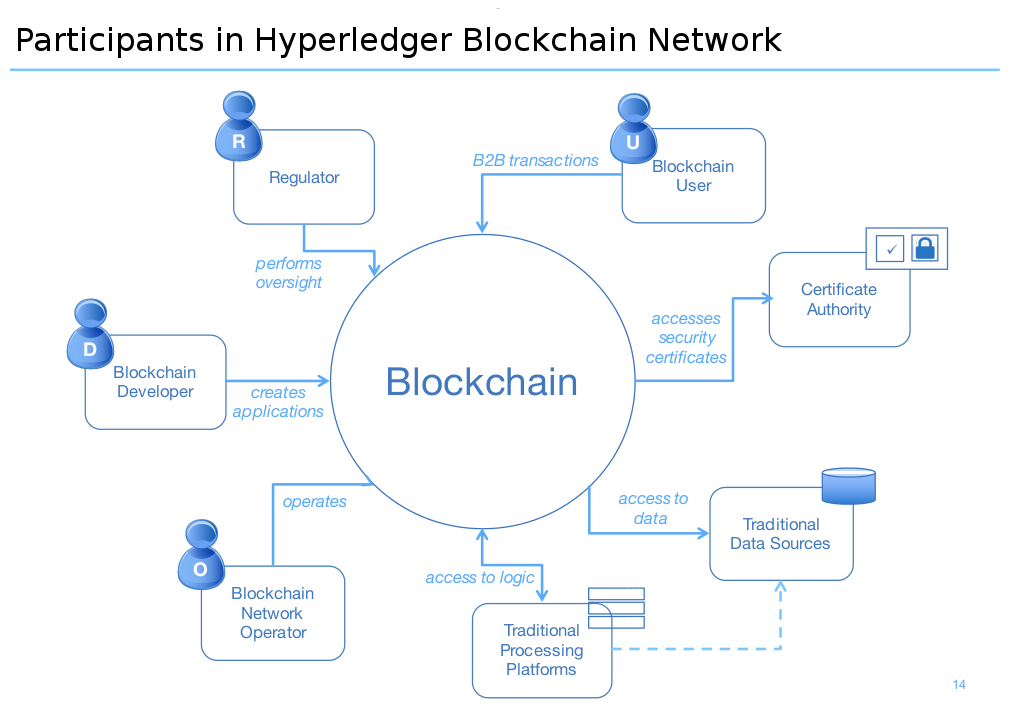 Participants in Hyperledger Blockchain Network
R
Regulator
U
Blockchain
User
B2B transactions
performs
oversight
✓
Certificate
Authority
accesses
security
certificates
D
Blockchain
Developer
creates
applications
Blockchain
operates
access to
data
Traditional
Data Sources
O
Blockchain
Network
Operator
access to logic
Traditional
Processing
Platforms
14